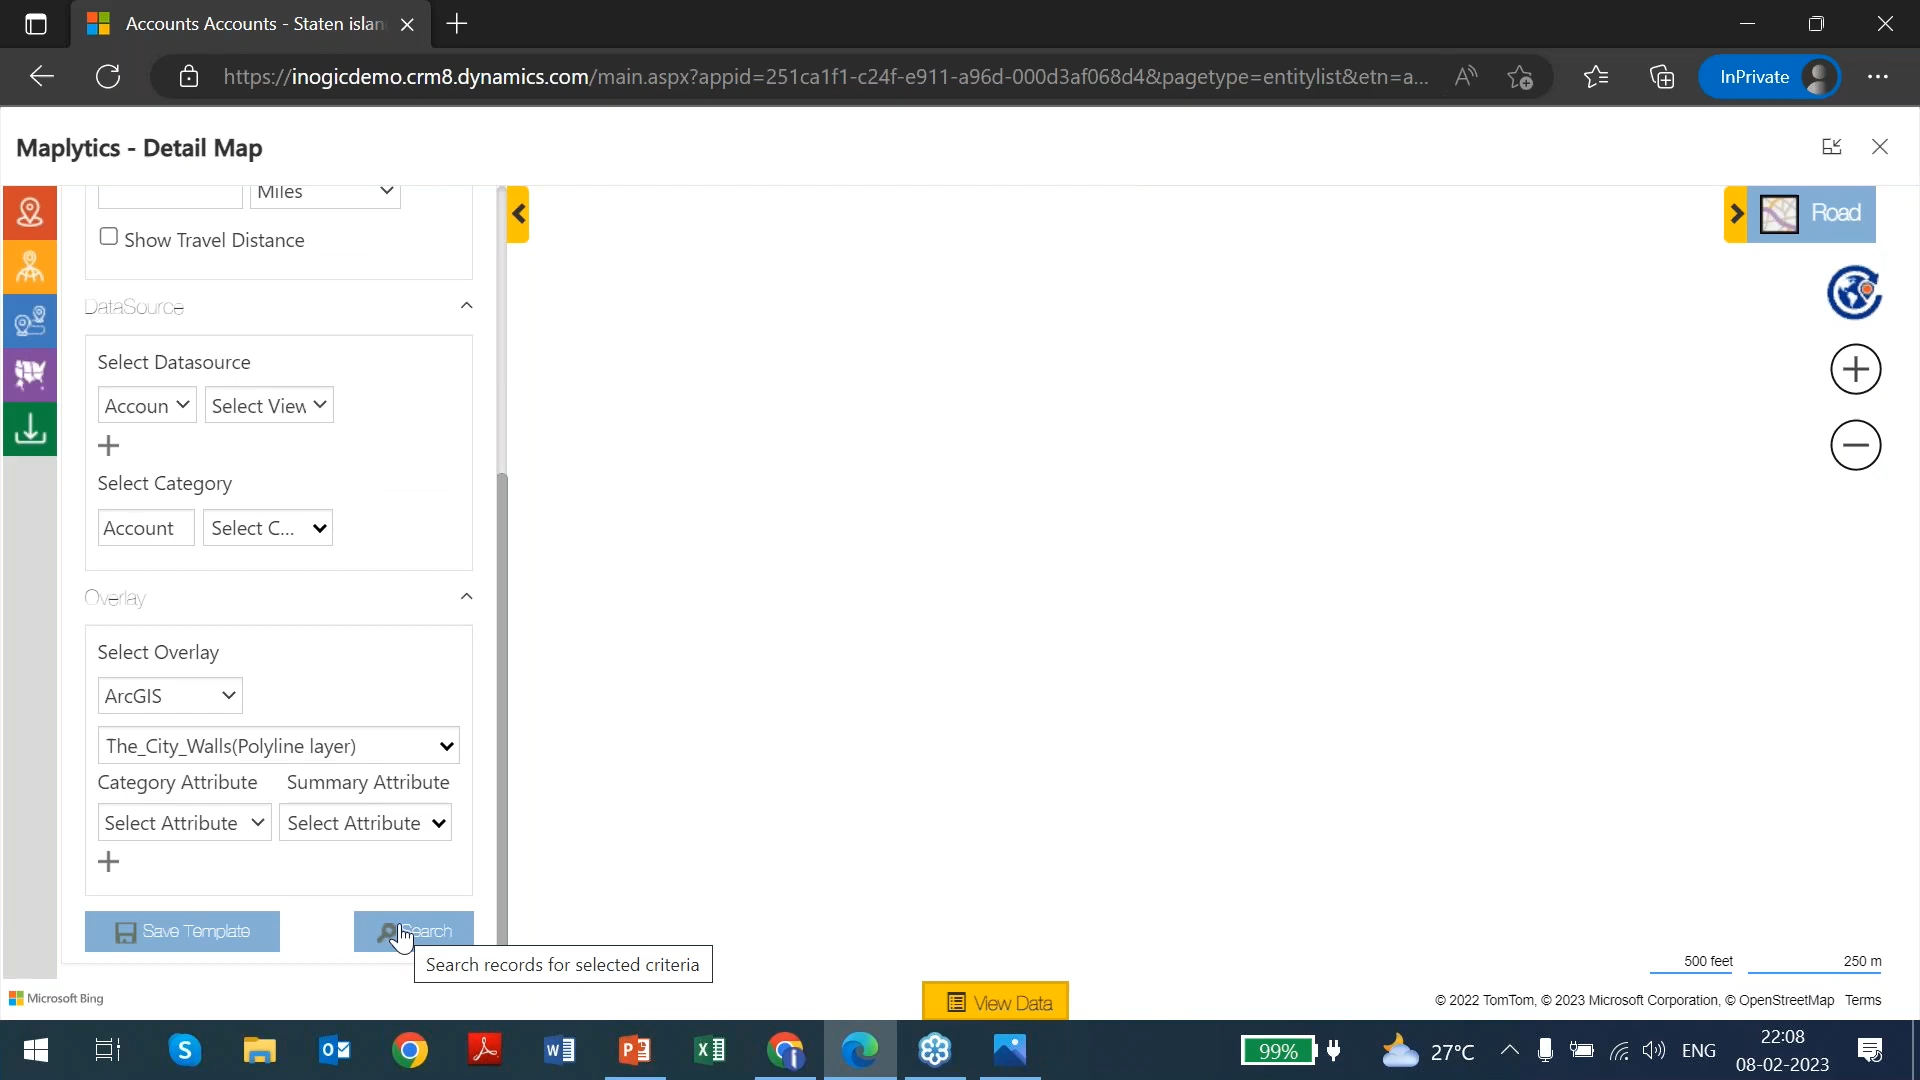 Accounts Accounts - Staten islan
https://inogicdemo.crm8.dynamics.com/main.aspx?appid=251ca1f1-c24f-e911-a96d-000d3af068d4&pagetype=entitylist&etn=a...
InPrivate
Maplytics - Detail Map
Miles
Show Travel Distance
DataSource
Select Datasource
Accoun
Select View
Select Category
Account
Select C...
Overlay
Select Overlay
ArcGIS
The_City_Walls(Polyline layer)
Category Attribute
Summary Attribute
Select Attribute
Select Attribute
Save Template
Search
Search records for selected criteria
Road
500 feet
250 m
Microsoft Bing
View Data
© 2022 TomTom, © 2023 Microsoft Corporation, © OpenStreetMap Terms
99%
27°C
ENG
22:08
08-02-2023